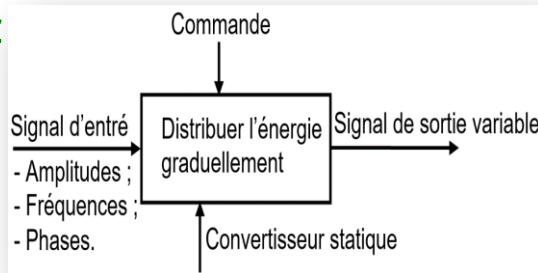 Commande
Signal d'entré
Distribuer l'énergie
graduellement
Signal de sortie variable
- Amplitudes ;
- Fréquences ;
- Phases.
Convertisseur statique